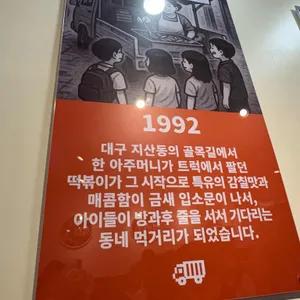 1992
대구 지산동의 골목길에서
한 아주머니가 트럭에서 팔던
떡볶이가 그 시작으로 특유의 감칠맛과
매콤함이 금새 입소문이 나서,
아이들이 방과후 줄을 서서 기다리는
동네 먹거리가 되었습니다.